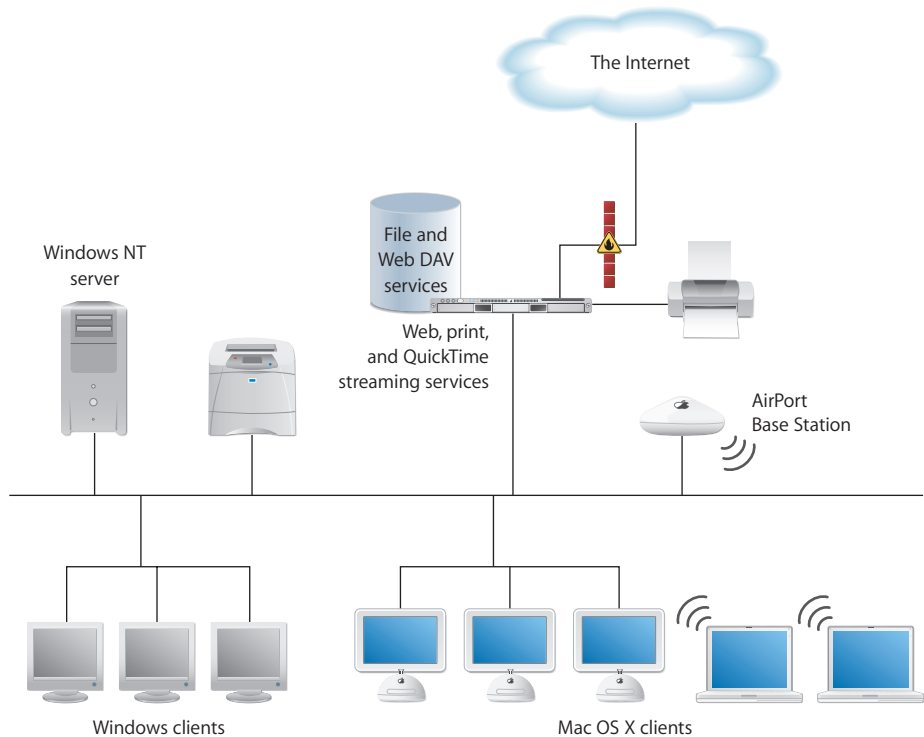 The Internet
File and
Web DAV
services
Windows NT
server
Web, print,
and QuickTime
streaming services
AirPort
Base Station
Windows clients
Mac OS X clients